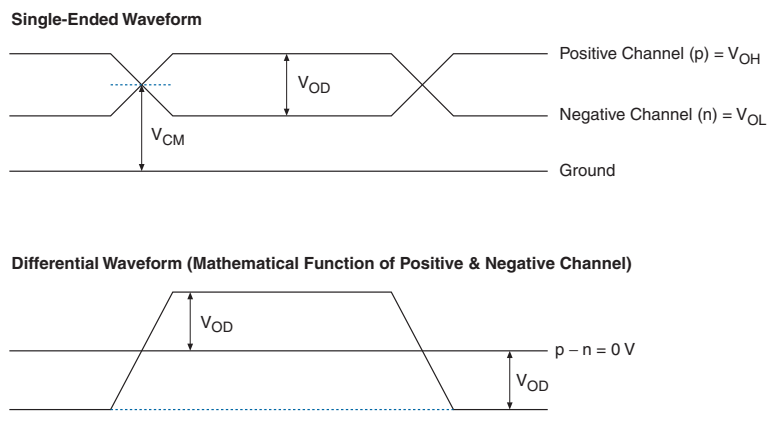 Single-Ended Waveform
Positive Channel (p) = VOH
VOD
Negative Channel (n) = VOL
VCM
Ground
Differential Waveform (Mathematical Function of Positive & Negative Channel)
VOD
p − n = 0 V
VOD